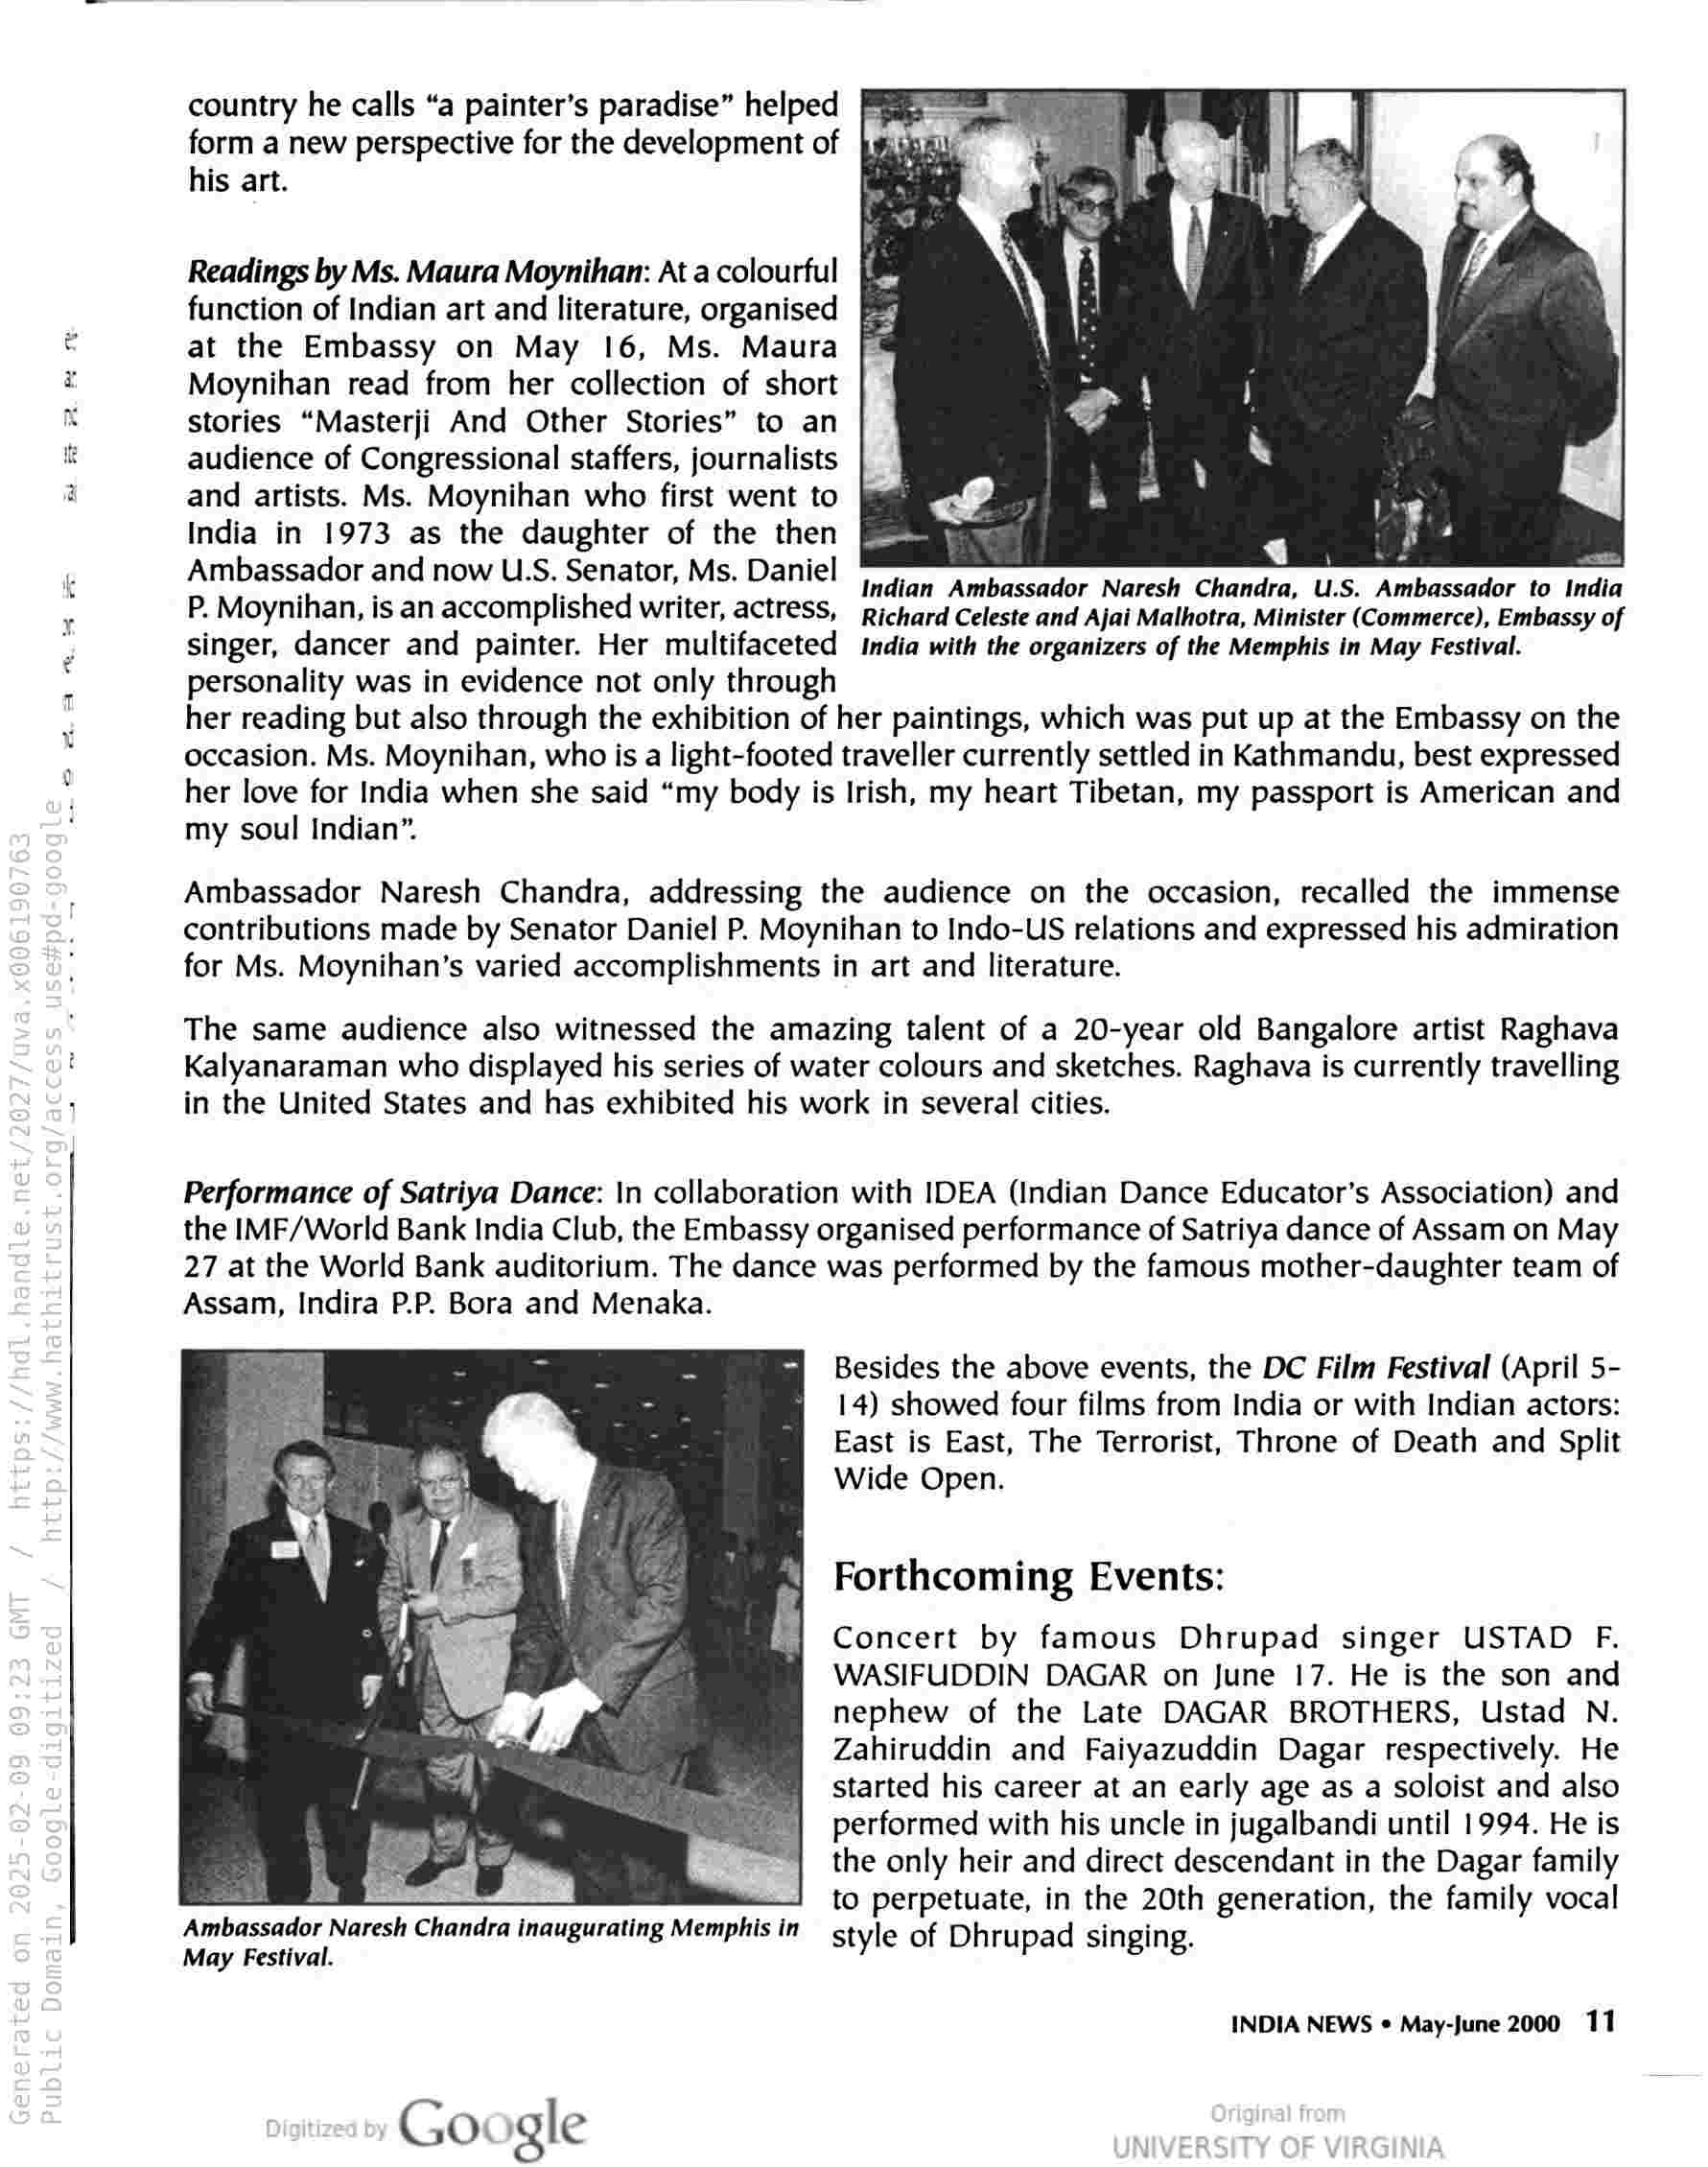 country he calls “a painter’s paradise” helped
form a new perspective for the development of
his art.
Readings by Ms. Maura Moynihan: At a colourful
function of Indian art and literature, organised
at the Embassy on May 16, Ms. Maura
Moynihan read from her collection of short
stories “Masterji And Other Stories” to an
audience of Congressional staffers, journalists
and artists. Ms. Moynihan who first went to
India in 1973 as the daughter of the then
Ambassador and now U.S. Senator, Ms. Daniel
P. Moynihan, is an accomplished writer, actress,
singer, dancer and painter. Her multifaceted
personality was in evidence not only through
her reading but also through the exhibition of her paintings, which was put up at the Embassy on the
occasion. Ms. Moynihan, who is a light-footed traveller currently settled in Kathmandu, best expressed
her love for India when she said “my body is Irish, my heart Tibetan, my passport is American and
my soul Indian”.
Indian Ambassador Naresh Chandra, U.S. Ambassador to India
Richard Celeste and Ajai Malhotra, Minister (Commerce), Embassy of
India with the organizers of the Memphis in May Festival.
Ambassador Naresh Chandra, addressing the audience on the occasion, recalled the immense
contributions made by Senator Daniel P. Moynihan to Indo-US relations and expressed his admiration
for Ms. Moynihan’s varied accomplishments in art and literature.
The same audience also witnessed the amazing talent of a 20-year old Bangalore artist Raghava
Kalyanaraman who displayed his series of water colours and sketches. Raghava is currently travelling
in the United States and has exhibited his work in several cities.
Performance of Satriya Dance: In collaboration with IDEA (Indian Dance Educator’s Association) and
the IMF/World Bank India Club, the Embassy organised performance of Satriya dance of Assam on May
27 at the World Bank auditorium. The dance was performed by the famous mother-daughter team of
Assam, Indira P.P. Bora and Menaka.
Ambassador Naresh Chandra inaugurating Memphis in
May Festival.
Besides the above events, the DC Film Festival (April 5-
14) showed four films from India or with Indian actors:
East is East, The Terrorist, Throne of Death and Split
Wide Open.
Forthcoming Events:
Concert by famous Dhrupad singer USTAD F.
WASIFUDDIN DAGAR on June 17. He is the son and
nephew of the Late DAGAR BROTHERS, Ustad N.
Zahiruddin and Faiyazuddin Dagar respectively. He
started his career at an early age as a soloist and also
performed with his uncle in jugalbandi until 1994. He is
the only heir and direct descendant in the Dagar family
to perpetuate, in the 20th generation, the family vocal
style of Dhrupad singing.
INDIA NEWS • May-June 2000 11
Generated on 2025-02-09 09:23 GMT / https://hdl.handle.net/2027/uva.x006190763
Public Domain, Google-digitized / http://www.hathitrust.org/access_use#pd-google
Digitized by Google
Original from
UNIVERSITY OF VIRGINIA